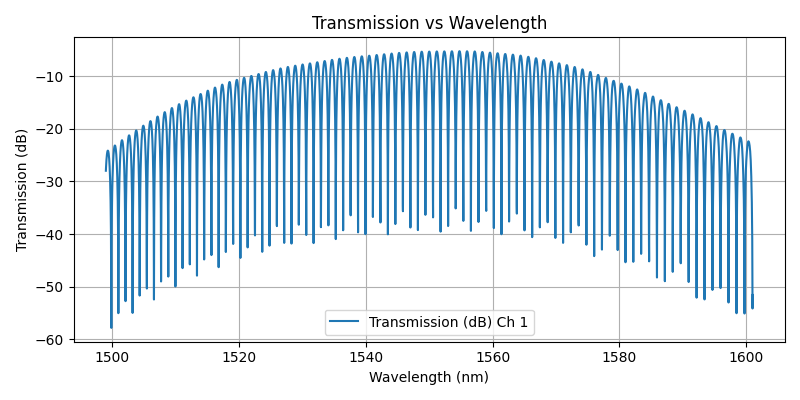 Transmission vs Wavelength
Transmission (dB)
−10
−20
−30
−40
−50
−60
Transmission (dB) Ch 1
1500 1520 1540 1560 1580 1600
Wavelength (nm)